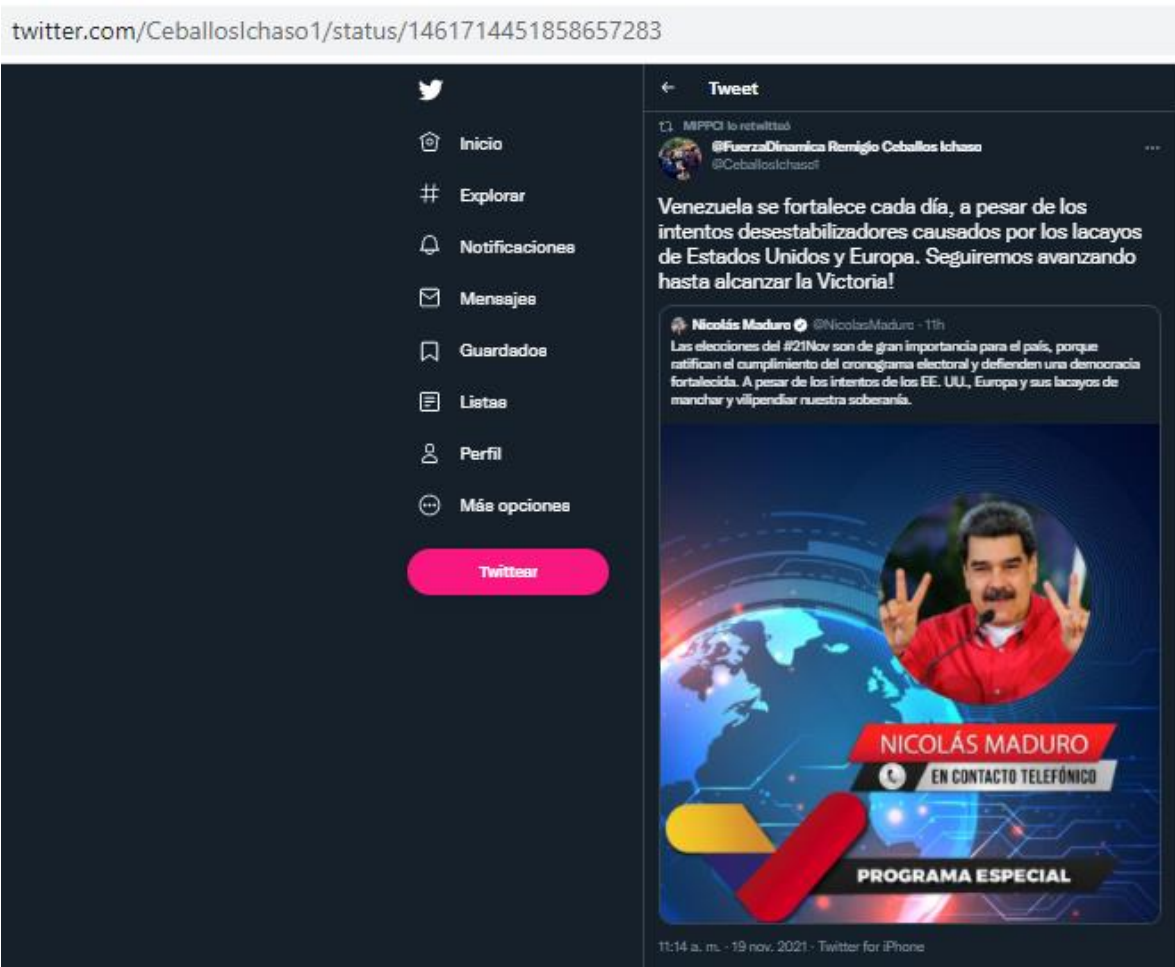 twitter.com/CeballosIchaso1/status/1461714451858657283
Inicio
Explorar
Notificaciones
Mensajes
Guardados
Listas
Perfil
Más opciones
Twittear
Tweet
MIPPCI lo retwitteó
@FuerzaDinamica Remigio Ceballos Ichaso
@CeballosIchaso1
Venezuela se fortalece cada día, a pesar de los
intentos desestabilizadores causados por los lacayos
de Estados Unidos y Europa. Seguiremos avanzando
hasta alcanzar la Victoria!
Nicolás Maduro @NicolasMaduro · 11h
Las elecciones del #21Nov son de gran importancia para el país, porque
ratifican el cumplimiento del cronograma electoral y defienden una democracia
fortalecida. A pesar de los intentos de los EE. UU., Europa y sus lacayos de
manchar y vilipendiar nuestra soberanía.
NICOLÁS MADURO
EN CONTACTO TELEFÓNICO
PROGRAMA ESPECIAL
11:14 a. m. · 19 nov. 2021 · Twitter for iPhone